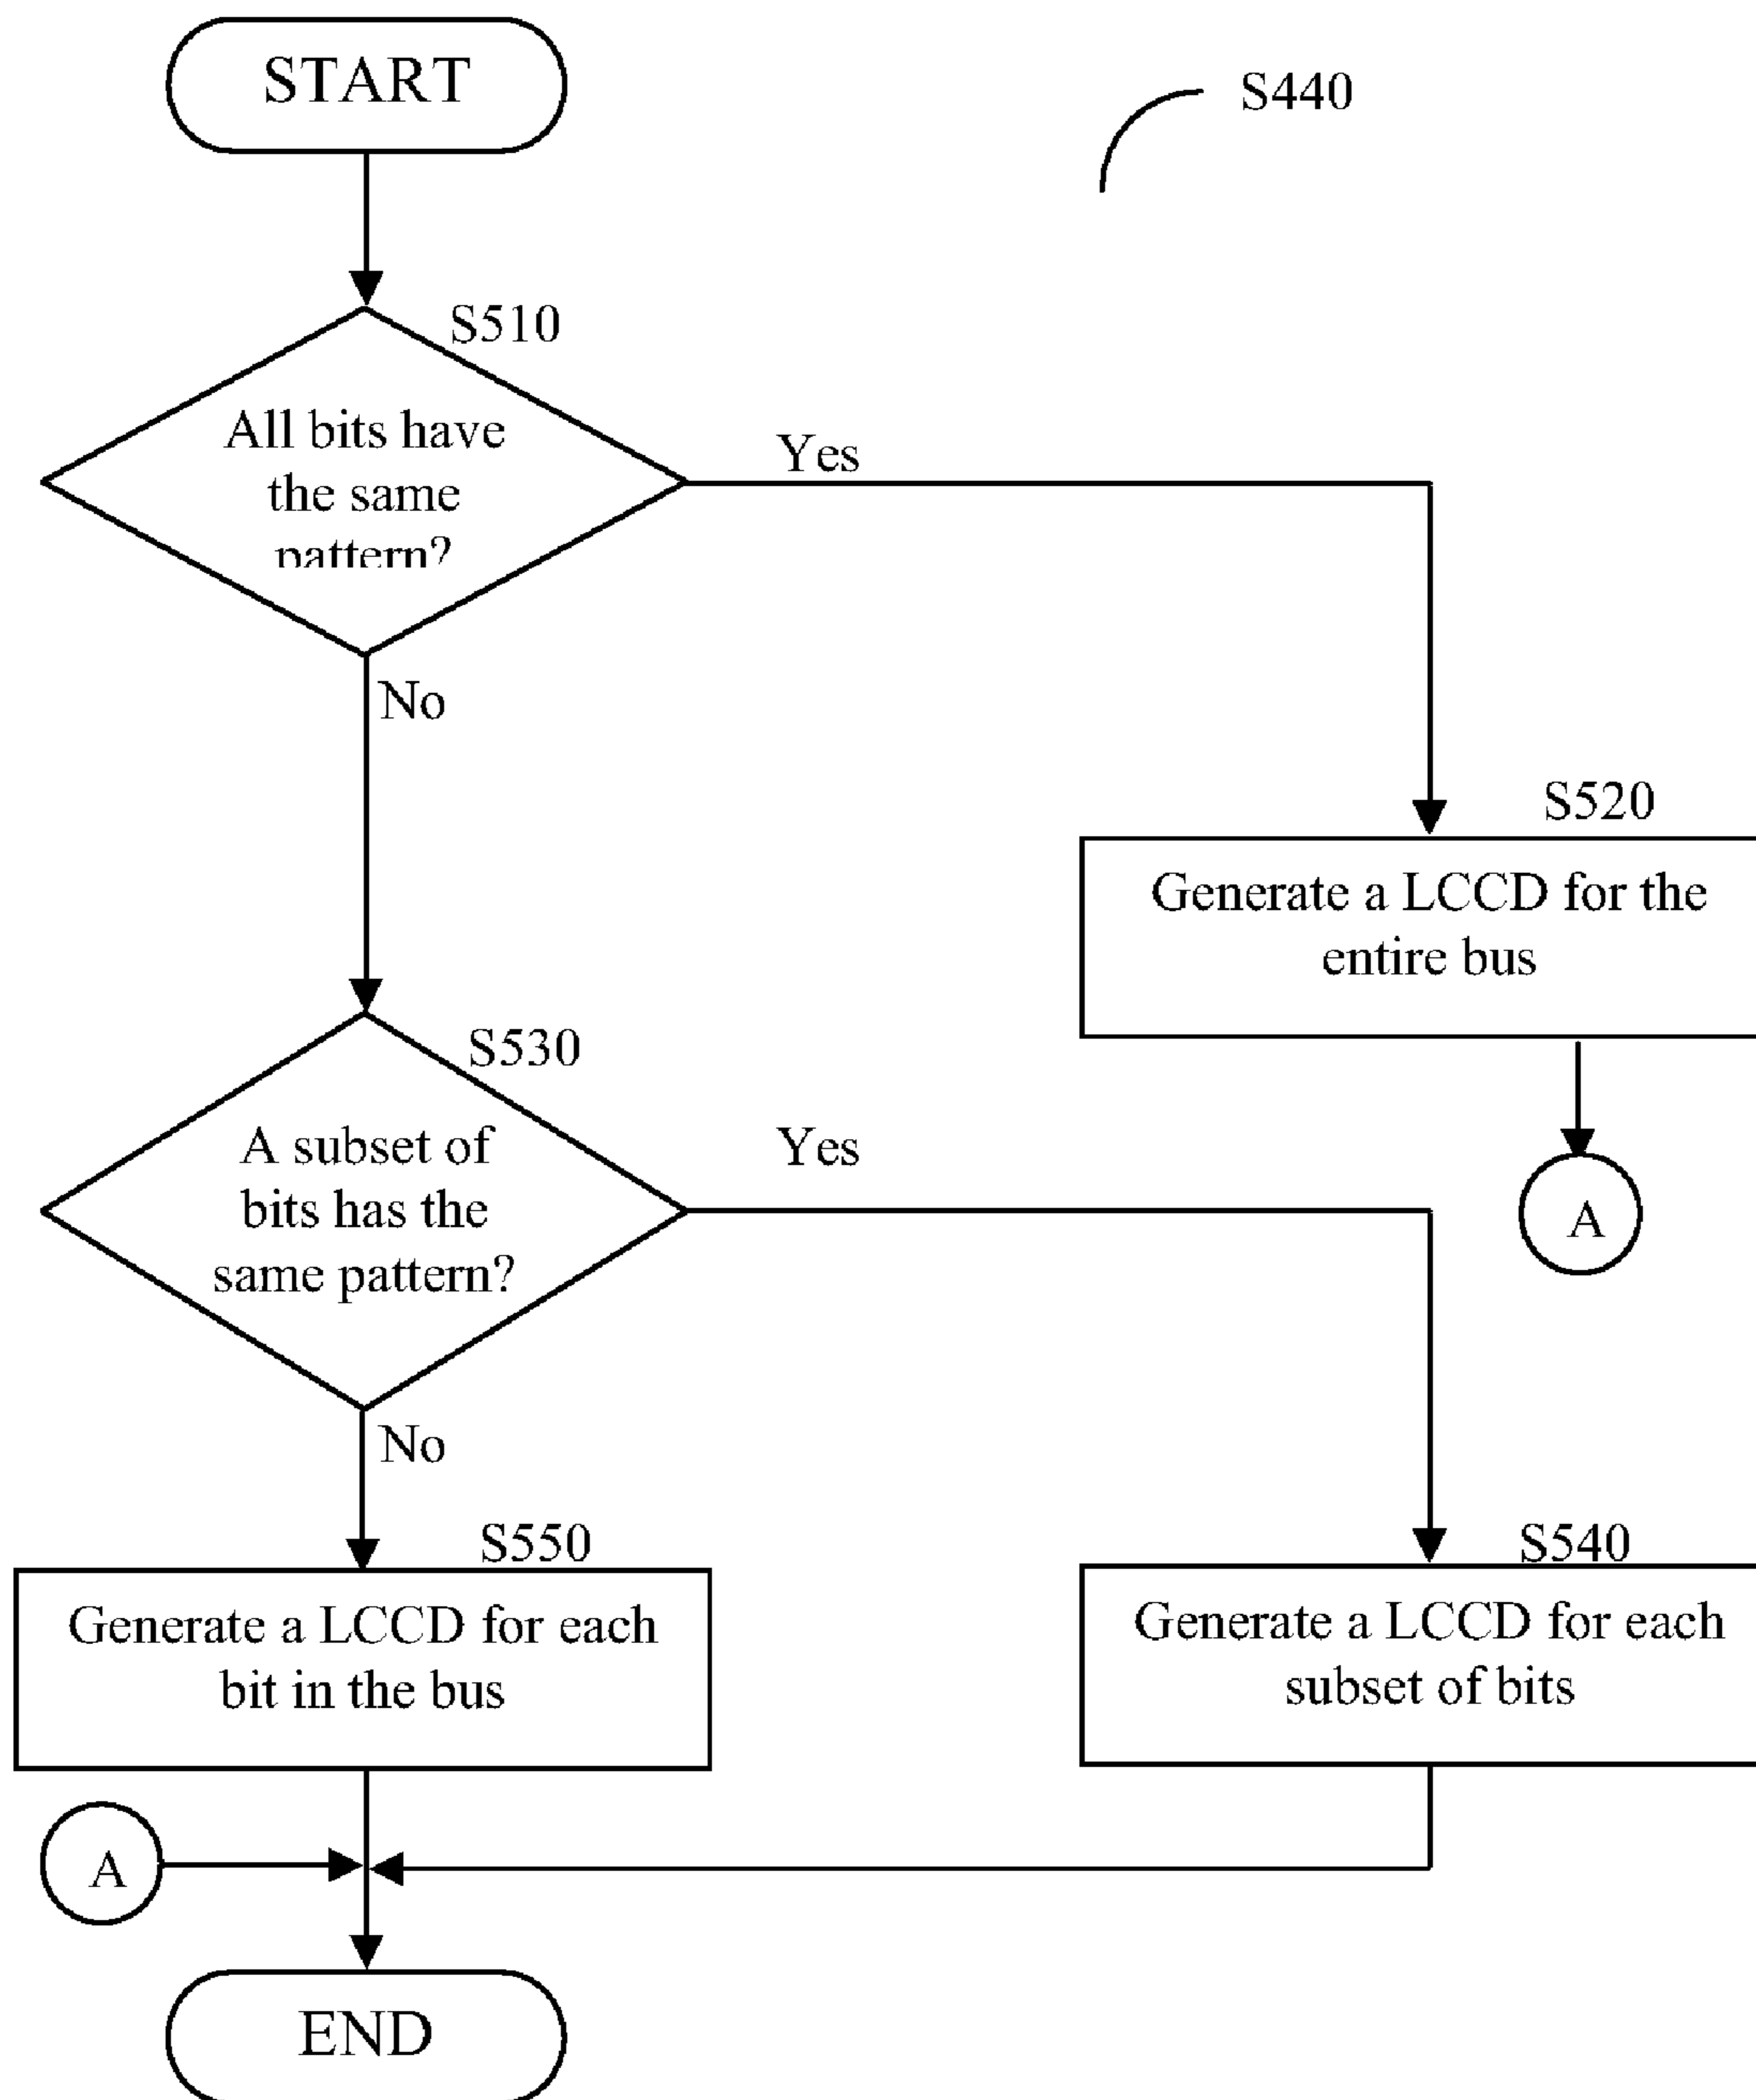 START
S440
S510
All bits have
the same
pattern?
Yes
No
S520
Generate a LCCD for the
entire bus
S530
A subset of
bits has the
same pattern?
Yes
A
No
S550
Generate a LCCD for each
bit in the bus
S540
Generate a LCCD for each
subset of bits
A
END